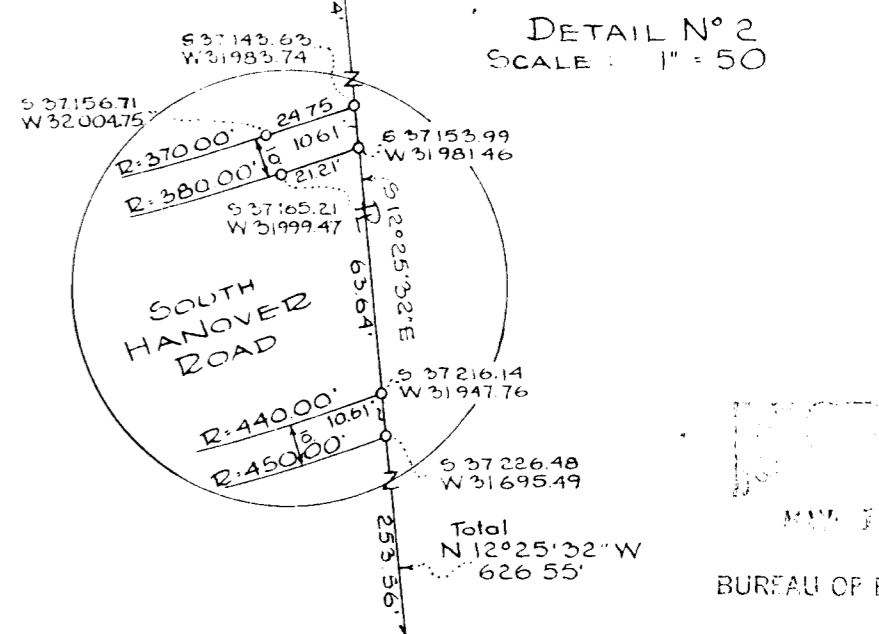 4'
DETAIL Nº 2
SCALE: 1" = 50
S 37143.63
W 31983.74
S 37156.71
W 32004.75
24.75
10.61'
S 37153.99
W 31981.46
R=370.00'
10'
21.21'
R=380.00'
S 37165.21
W 31999.47
S 12°25'32"E
63.64'
SOUTH
HANOVER
ROAD
S 37216.14
W 31947.76
R=440.00'
10.61'
10'
R=450.00'
S 37226.48
W 31695.49
253.56'
Total
N 12°25'32" W
626 55'
BUREAU OF